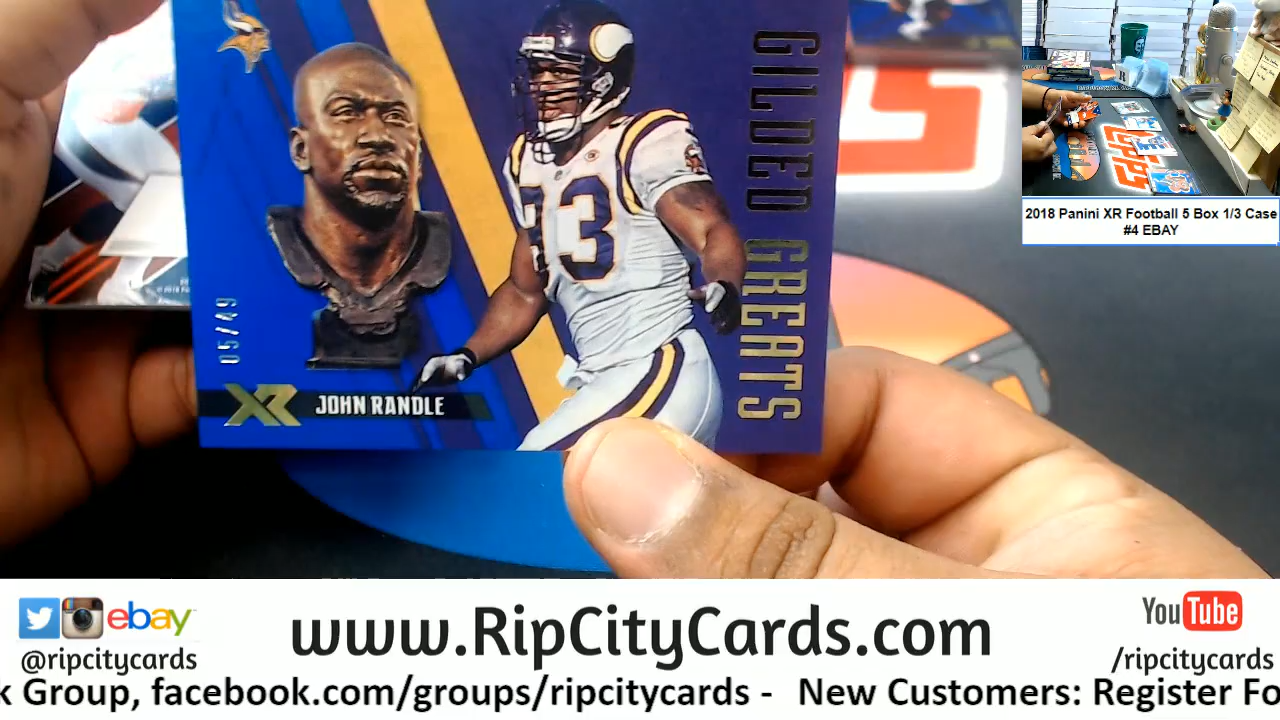 GILDED GREATS
93
05/49
XR
JOHN RANDLE
2018 Panini XR Football 5 Box 1/3 Case
#4 EBAY
ebay
@ripcitycards
www.RipCityCards.com
YouTube
/ripcitycards
k Group, facebook.com/groups/ripcitycards - New Customers: Register Fo